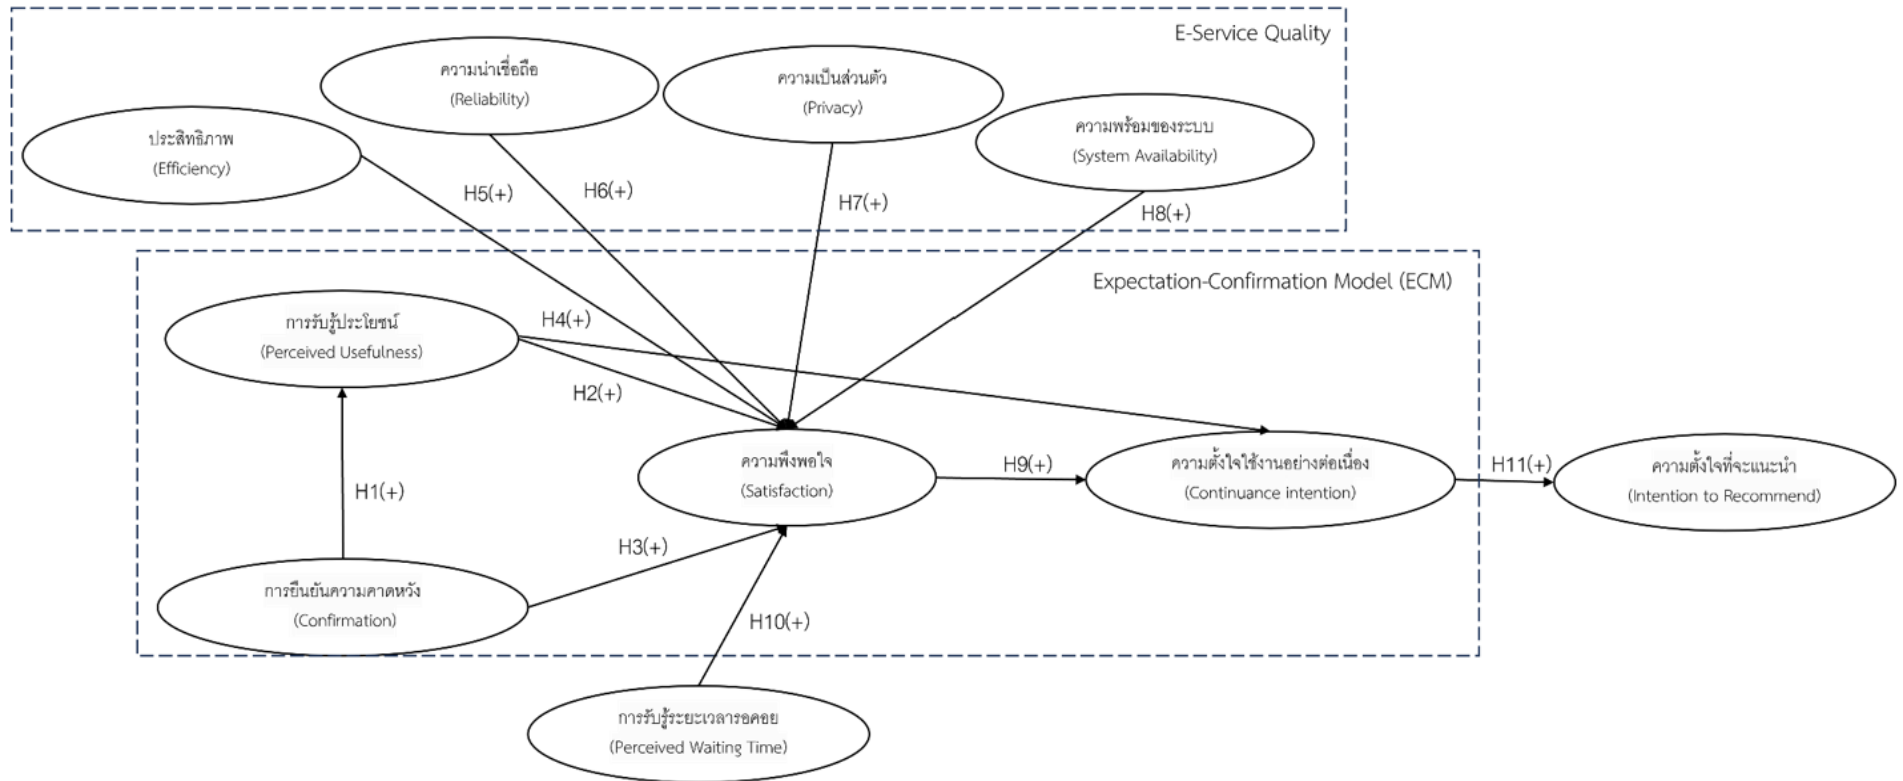 E-Service Quality
ความน่าเชื่อถือ
(Reliability)
ความเป็นส่วนตัว
(Privacy)
ความพร้อมของระบบ
(System Availability)
ประสิทธิภาพ
(Efficiency)
H5(+)
H6(+)
H7(+)
H8(+)
Expectation-Confirmation Model (ECM)
การรับรู้ประโยชน์
(Perceived Usefulness)
H4(+)
H2(+)
ความพึงพอใจ
(Satisfaction)
H9(+)
ความตั้งใจใช้งานอย่างต่อเนื่อง
(Continuance intention)
H11(+)
ความตั้งใจที่จะแนะนำ
(Intention to Recommend)
H1(+)
H3(+)
การยืนยันความคาดหวัง
(Confirmation)
H10(+)
การรับรู้ระยะเวลารอคอย
(Perceived Waiting Time)